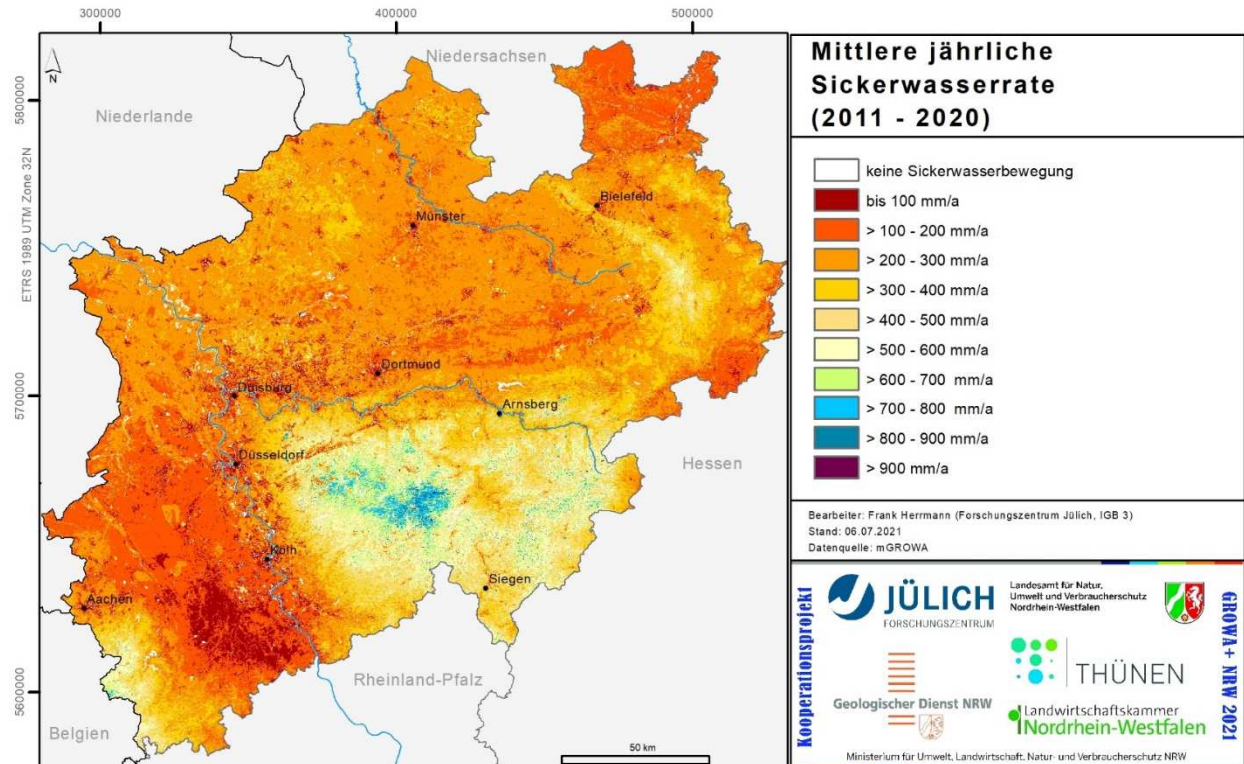 300000
400000
500000
5800000
5700000
5600000
ETRS 1989 UTM Zone 32N
N
Niedersachsen
Niederlande
Bielefeld
Münster
Dortmund
Duisburg
Arnsberg
Düsseldorf
Hessen
Köln
Siegen
Aachen
Rheinland-Pfalz
Belgien
50 km
Mittlere jährliche
Sickerwasserrate
(2011 - 2020)
keine Sickerwasserbewegung
bis 100 mm/a
> 100 - 200 mm/a
> 200 - 300 mm/a
> 300 - 400 mm/a
> 400 - 500 mm/a
> 500 - 600 mm/a
> 600 - 700 mm/a
> 700 - 800 mm/a
> 800 - 900 mm/a
> 900 mm/a
Bearbeiter: Frank Herrmann (Forschungszentrum Jülich, IGB 3)
Stand: 06.07.2021
Datenquelle: mGROWA
Kooperationsprojekt
JÜLICH
FORSCHUNGSZENTRUM
Landesamt für Natur,
Umwelt und Verbraucherschutz
Nordrhein-Westfalen
Geologischer Dienst NRW
THÜNEN
Landwirtschaftskammer
Nordrhein-Westfalen
GROWA+ NRW 2021
Ministerium für Umwelt, Landwirtschaft, Natur- und Verbraucherschutz NRW